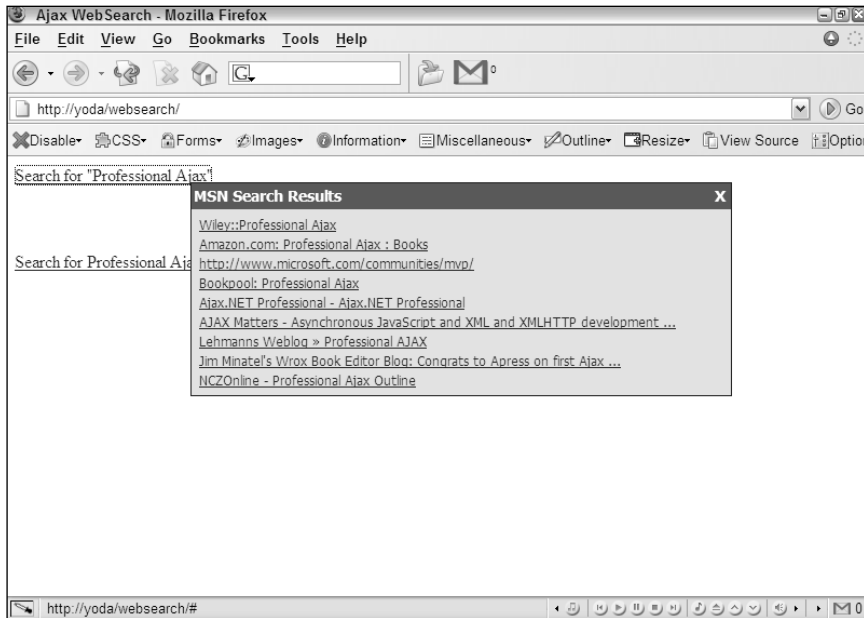 Ajax WebSearch - Mozilla Firefox
File Edit View Go Bookmarks Tools Help
G 0
http://yoda/websearch/ Go
Disable CSS Forms Images Information Miscellaneous Outline Resize View Source Optio
Search for "Professional Ajax"
MSN Search Results X
Wiley::Professional Ajax
Amazon.com: Professional Ajax : Books
Search for Professional Aja
http://www.microsoft.com/communities/mvp/
Bookpool: Professional Ajax
Ajax.NET Professional - Ajax.NET Professional
AJAX Matters - Asynchronous JavaScript and XML and XMLHTTP development ...
Lehmanns Weblog » Professional AJAX
Jim Minatel's Wrox Book Editor Blog: Congrats to Apress on first Ajax ...
NCZOnline - Professional Ajax Outline
http://yoda/websearch/# 0